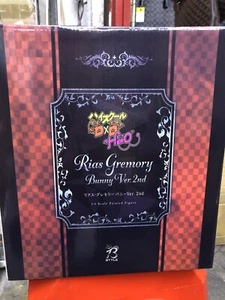 ハイスクール
D×D
HERO
Rias Gremory
Bunny Ver. 2nd
リアス・グレモリー バニーVer. 2nd
1/4 Scale Painted Figure